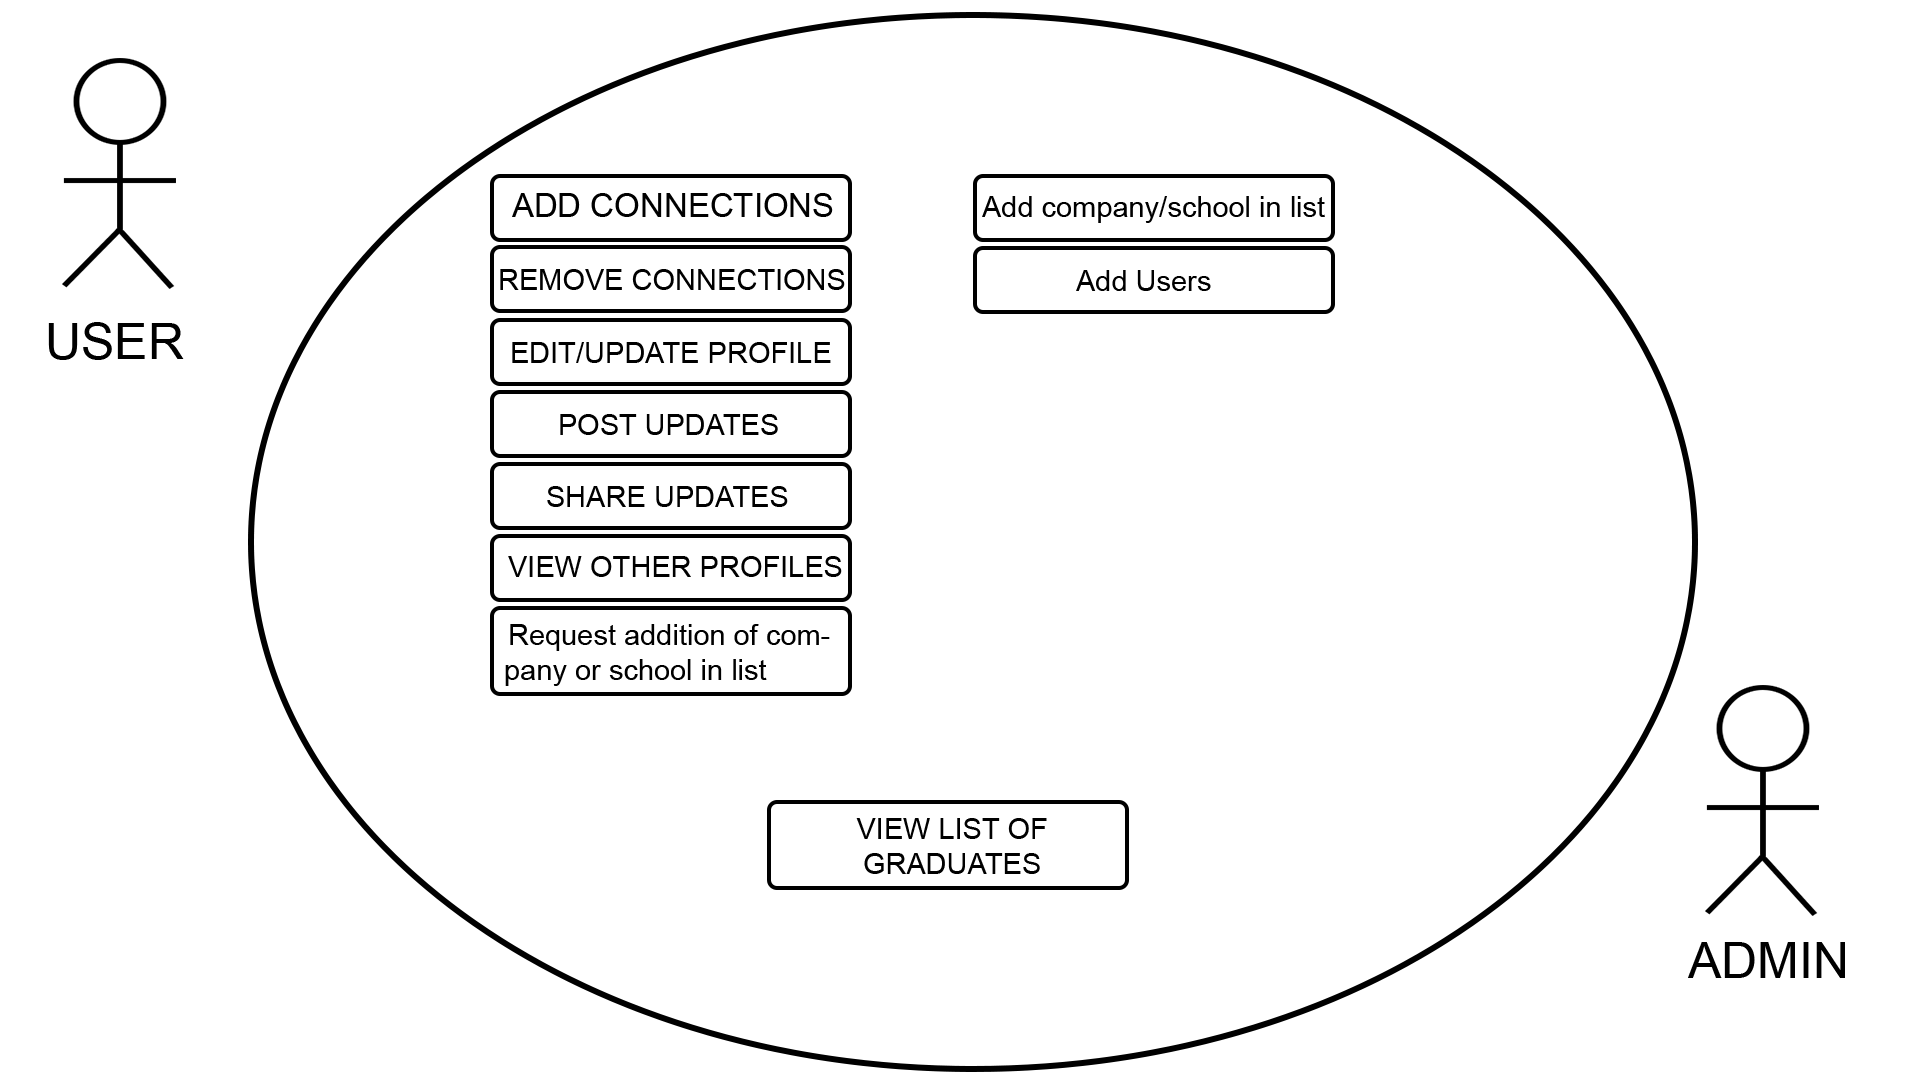 USER
ADD CONNECTIONS
REMOVE CONNECTIONS
EDIT/UPDATE PROFILE
POST UPDATES
SHARE UPDATES
VIEW OTHER PROFILES
Request addition of com-
pany or school in list
Add company/school in list
Add Users
VIEW LIST OF
GRADUATES
ADMIN